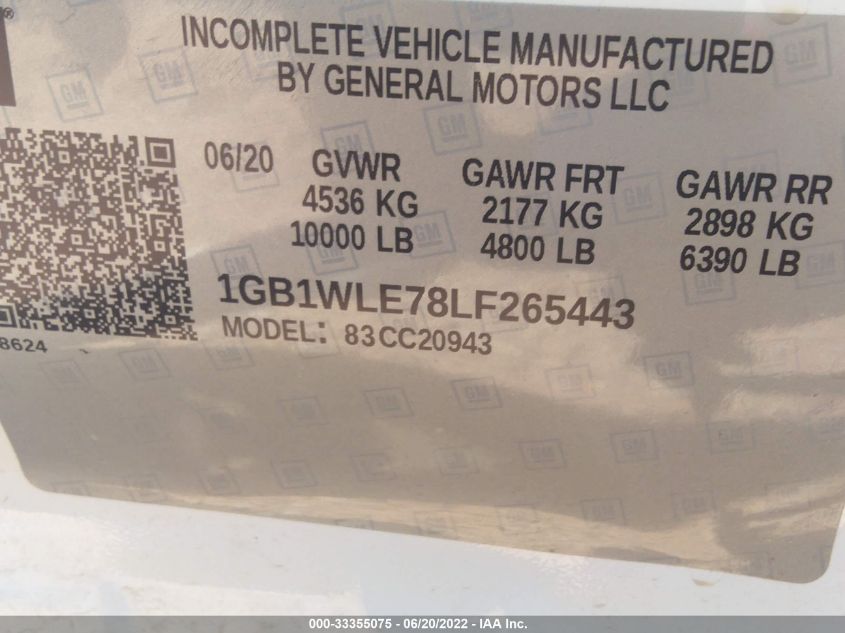 INCOMPLETE VEHICLE MANUFACTURED
BY GENERAL MOTORS LLC
06/20 GVWR GAWR FRT GAWR RR
4536 KG 2177 KG 2898 KG
10000 LB 4800 LB 6390 LB
1GB1WLE78LF265443
MODEL: 83CC20943
8624
000-33355075 - 06/20/2022 - IAA Inc.